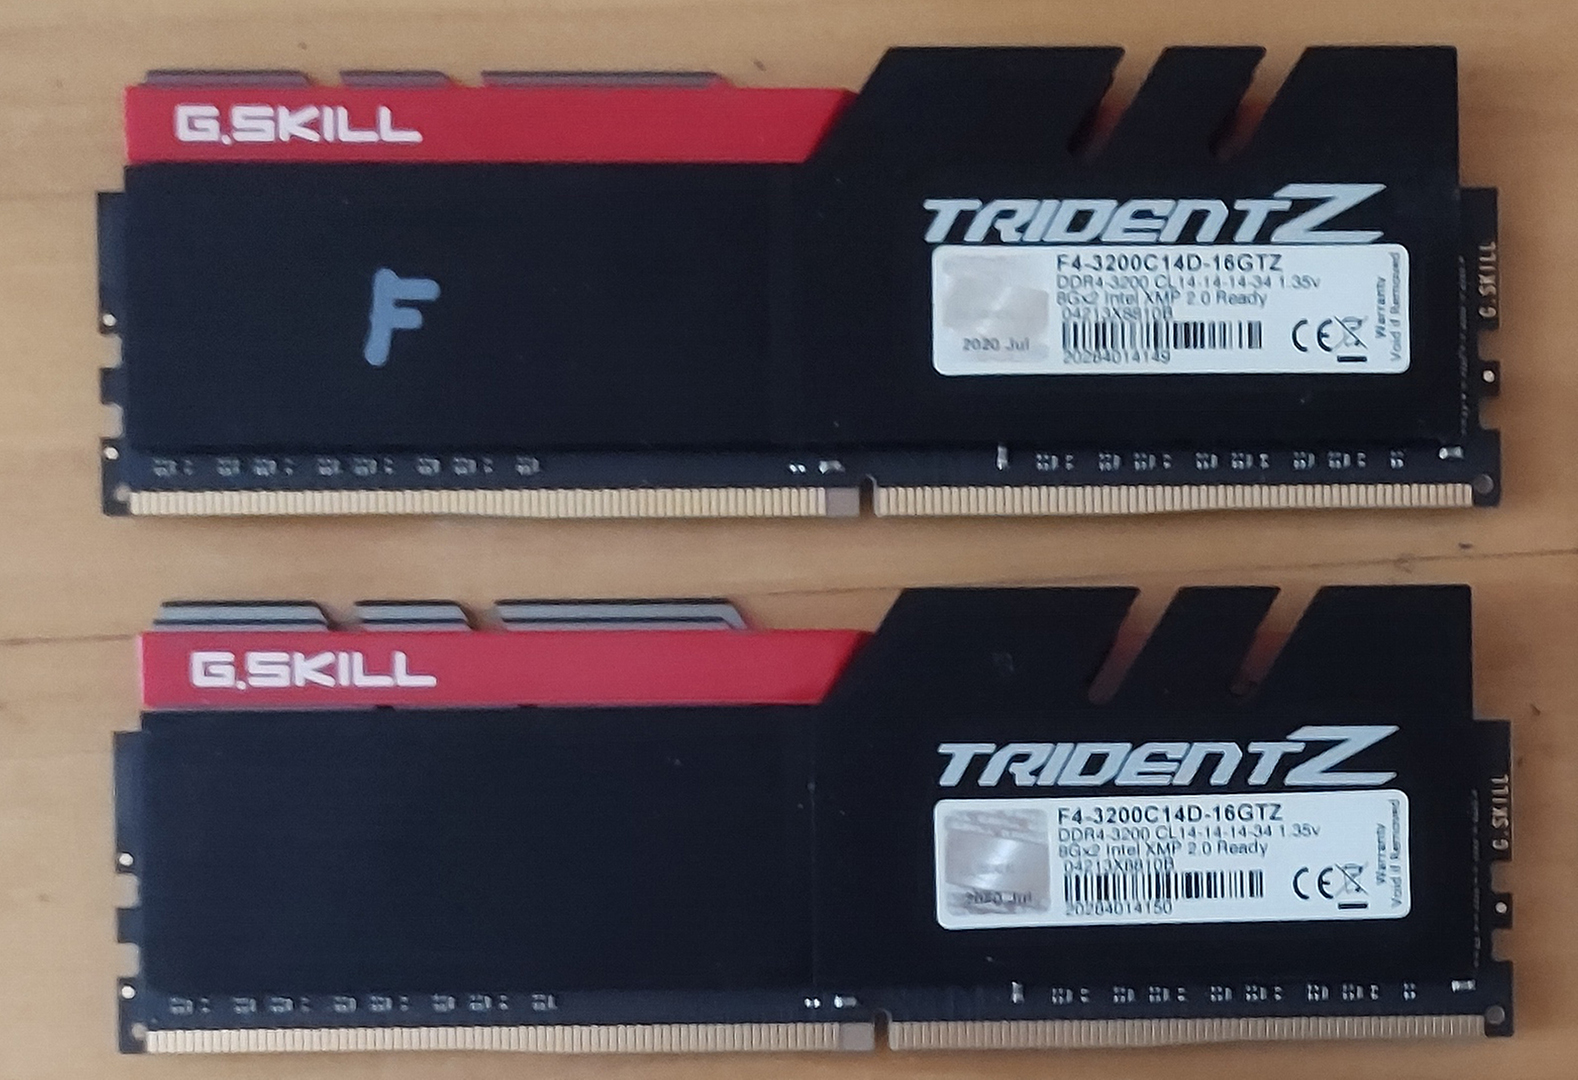 G.SKILL
F
TRIDENTZ
F4-3200C14D-16GTZ
DDR4-3200 CL14-14-14-34 1.35v
8Gx2 Intel XMP 2.0 Ready
04213X8810B
2020 Jul
20284014149
CE
Warranty
Void if Removed
G.SKILL
G.SKILL
TRIDENTZ
F4-3200C14D-16GTZ
DDR4-3200 CL14-14-14-34 1.35v
8Gx2 Intel XMP 2.0 Ready
04213X8810B
2020 Jul
20284014150
CE
Warranty
Void if Removed
G.SKILL